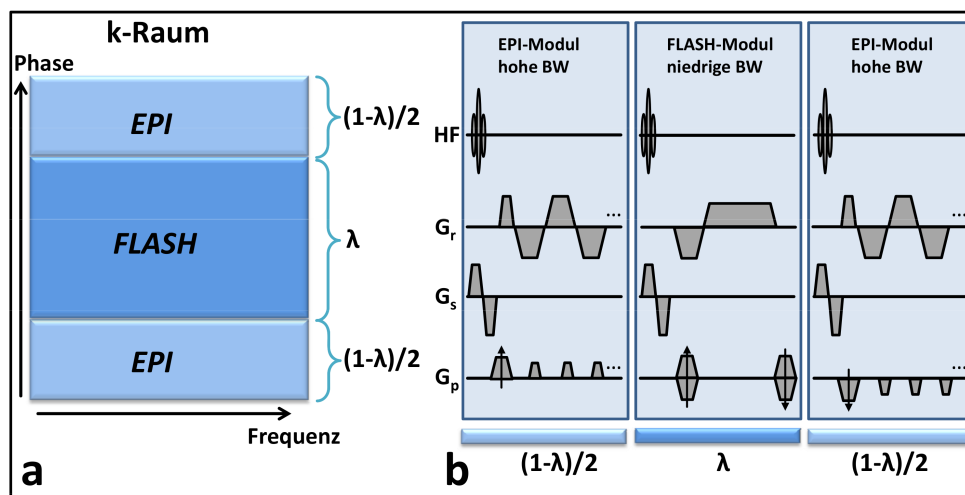 k-Raum
Phase
EPI
(1-λ)/2
FLASH
λ
EPI
(1-λ)/2
Frequenz
a
EPI-Modul
hohe BW
FLASH-Modul
niedrige BW
EPI-Modul
hohe BW
HF
Gr
...
...
Gs
Gp
...
...
b
(1-λ)/2
λ
(1-λ)/2